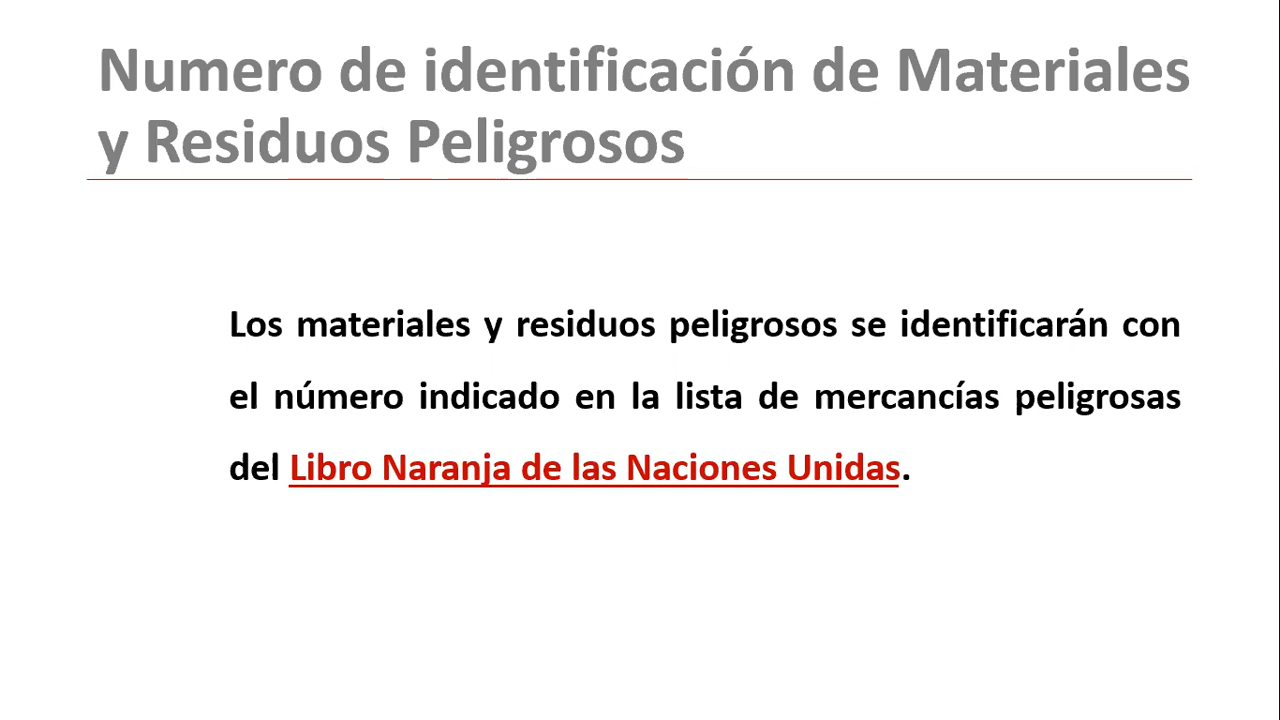 Numero de identificación de Materiales
y Residuos Peligrosos
Los materiales y residuos peligrosos se identificarán con
el número indicado en la lista de mercancías peligrosas
del Libro Naranja de las Naciones Unidas.